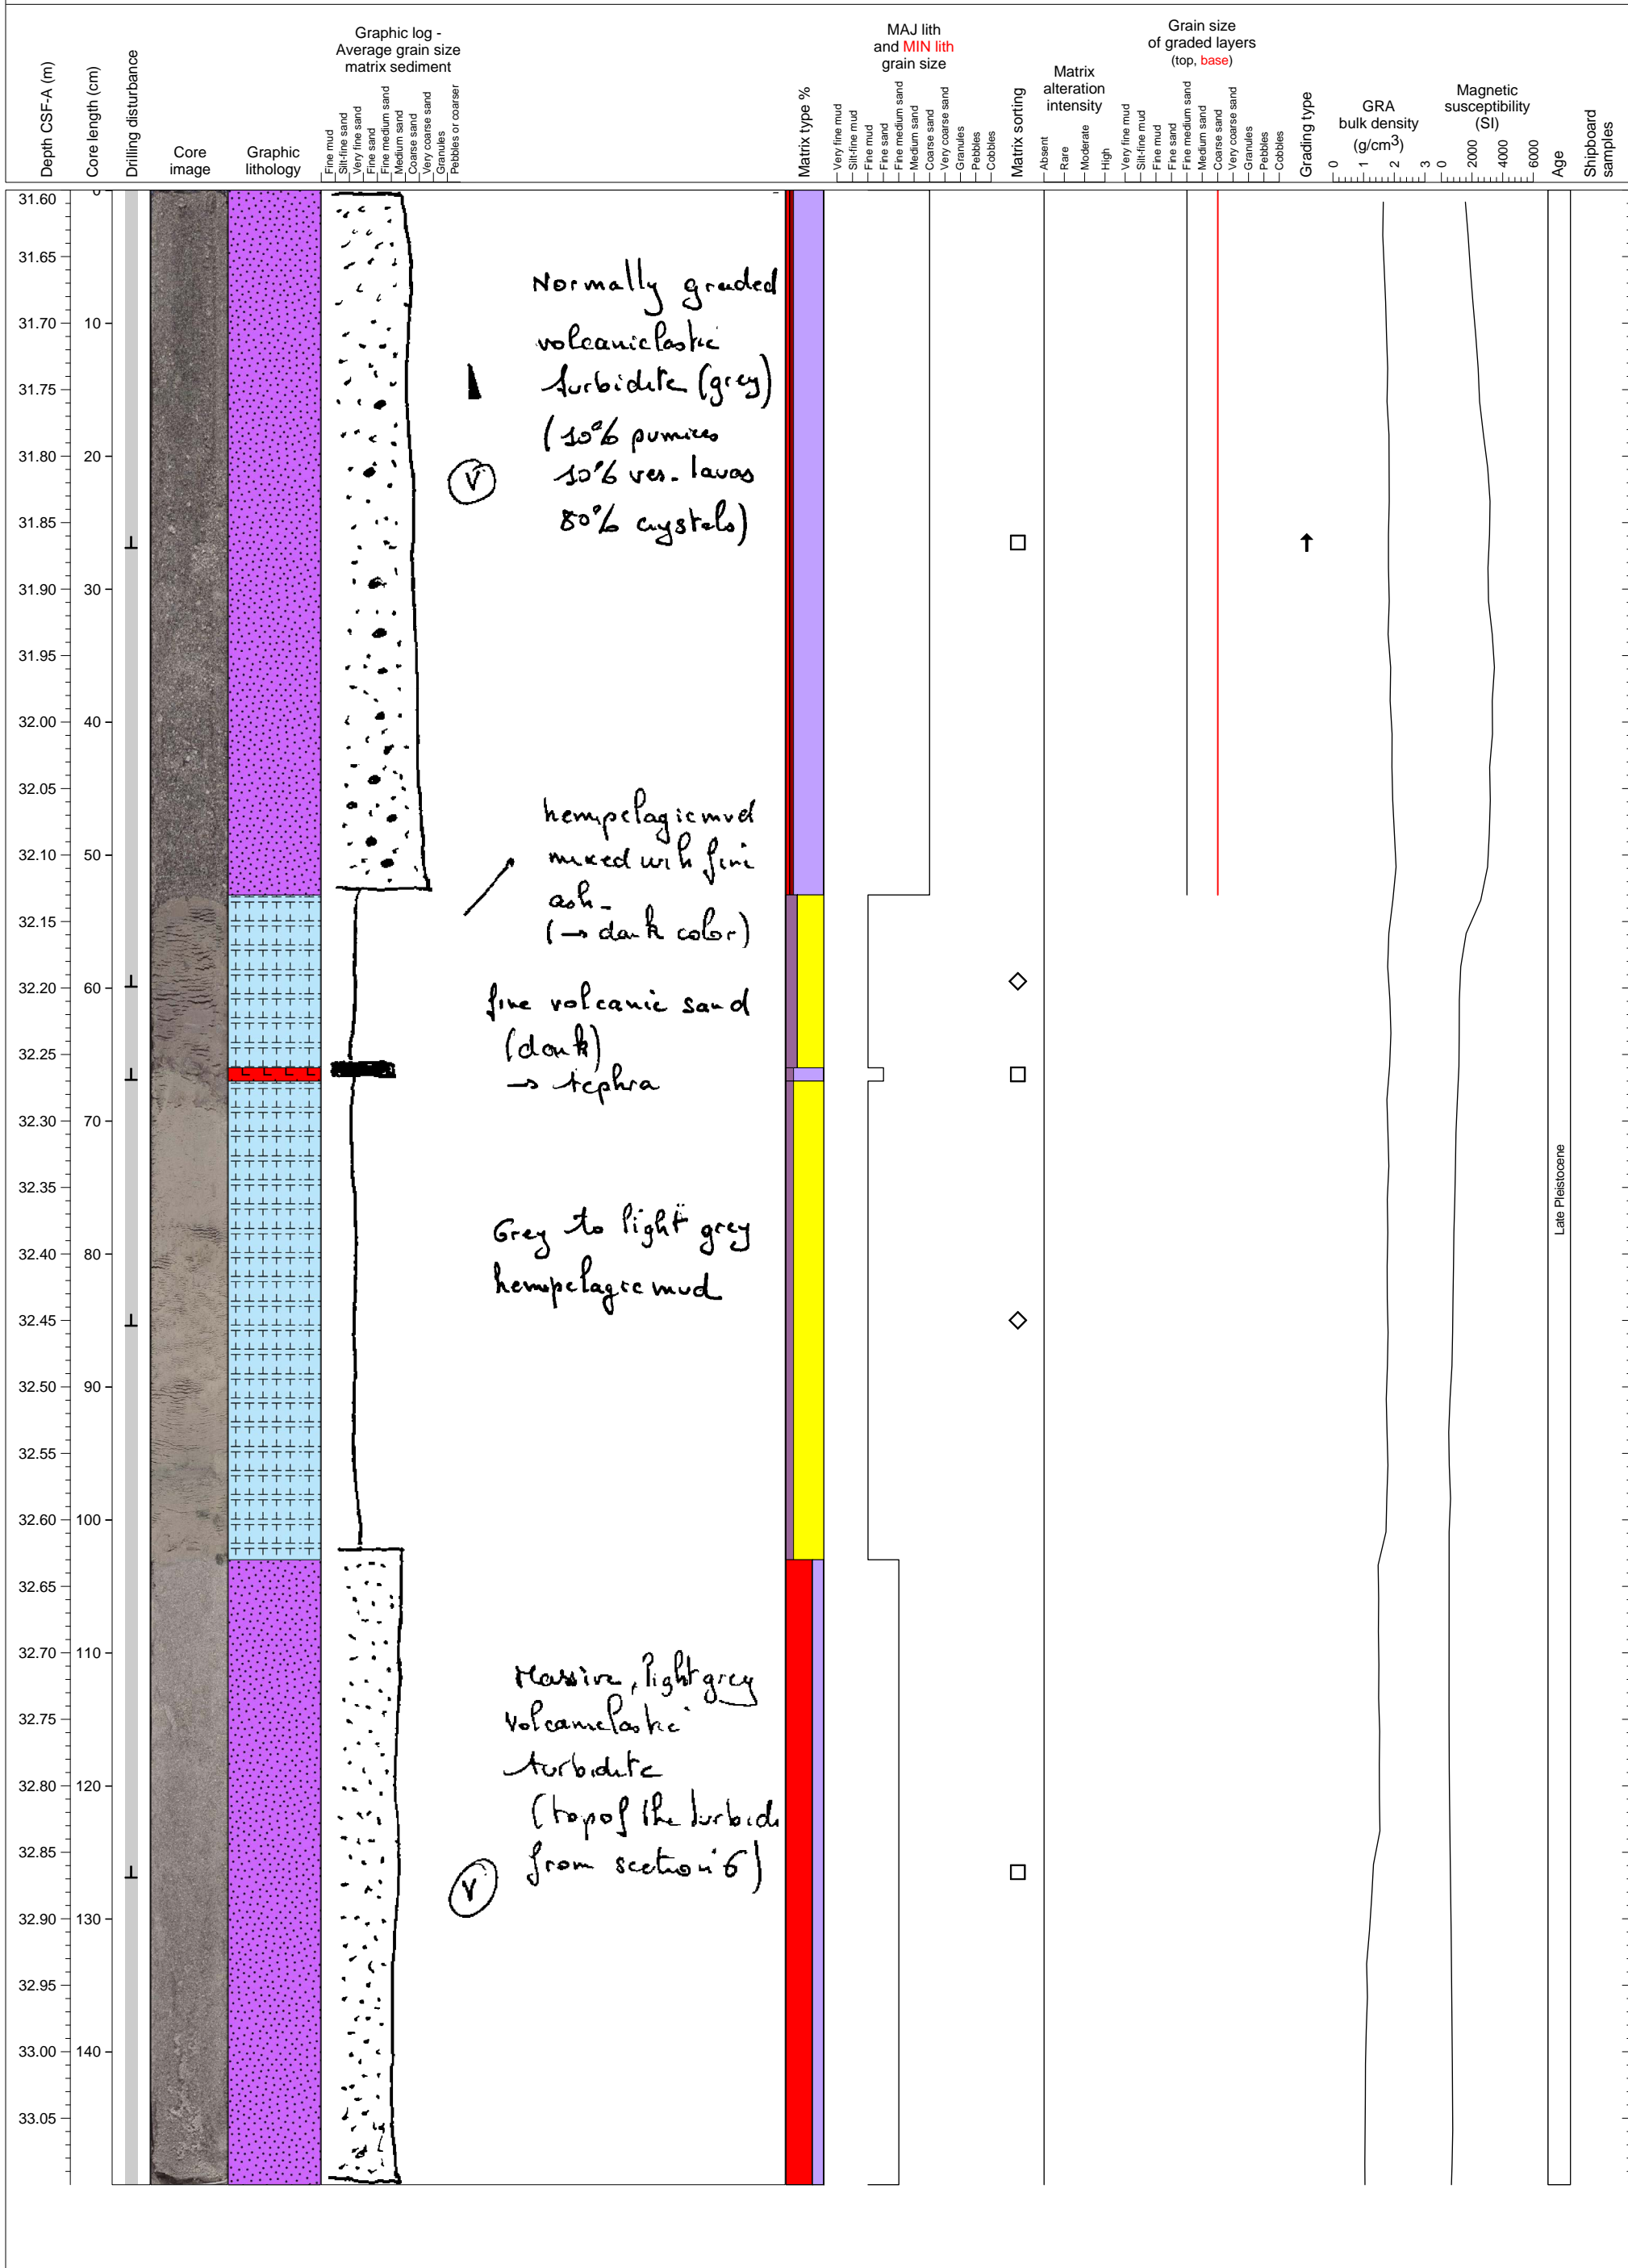 Depth CSF-A (m)
Core length (cm)
Drilling disturbance
Core
image
Graphic
lithology
Graphic log -
Average grain size
matrix sediment
Fine mud
Silt-fine sand
Very fine sand
Fine sand
Fine medium sand
Medium sand
Coarse sand
Very coarse sand
Granules
Pebbles or coarser
Matrix type %
MAJ lith
and MIN lith
grain size
Very fine mud
Silt-fine mud
Fine mud
Fine sand
Fine medium sand
Medium sand
Coarse sand
Very coarse sand
Granules
Pebbles
Cobbles
Matrix sorting
Matrix
alteration
intensity
Absent
Rare
Moderate
High
Grain size
of graded layers
(top, base)
Very fine mud
Silt-fine mud
Fine mud
Fine sand
Fine medium sand
Medium sand
Coarse sand
Very coarse sand
Granules
Pebbles
Cobbles
Grading type
GRA
bulk density
(g/cm3)
0 1 2 3
Magnetic
susceptibility
(SI)
0 2000 4000 6000
Age
Shipboard
samples
31.60
31.65
31.70
31.75
31.80
31.85
31.90
31.95
32.00
32.05
32.10
32.15
32.20
32.25
32.30
32.35
32.40
32.45
32.50
32.55
32.60
32.65
32.70
32.75
32.80
32.85
32.90
32.95
33.00
33.05
0
10
20
30
40
50
60
70
80
90
100
110
120
130
140
Normally graded
volcaniclastic
turbidite (grey)
(10% pumices
10% ves. lavas
80% crystals)
V
hemipelagic mud
mixed with fine
ash-
(→ dark color)
fine volcanic sand
(dark)
→ tephra
Grey to light grey
hemipelagic mud
Massive, light grey
volcaniclastic
turbidite
(top of the turbidi
from section 6)
V
Late Pleistocene